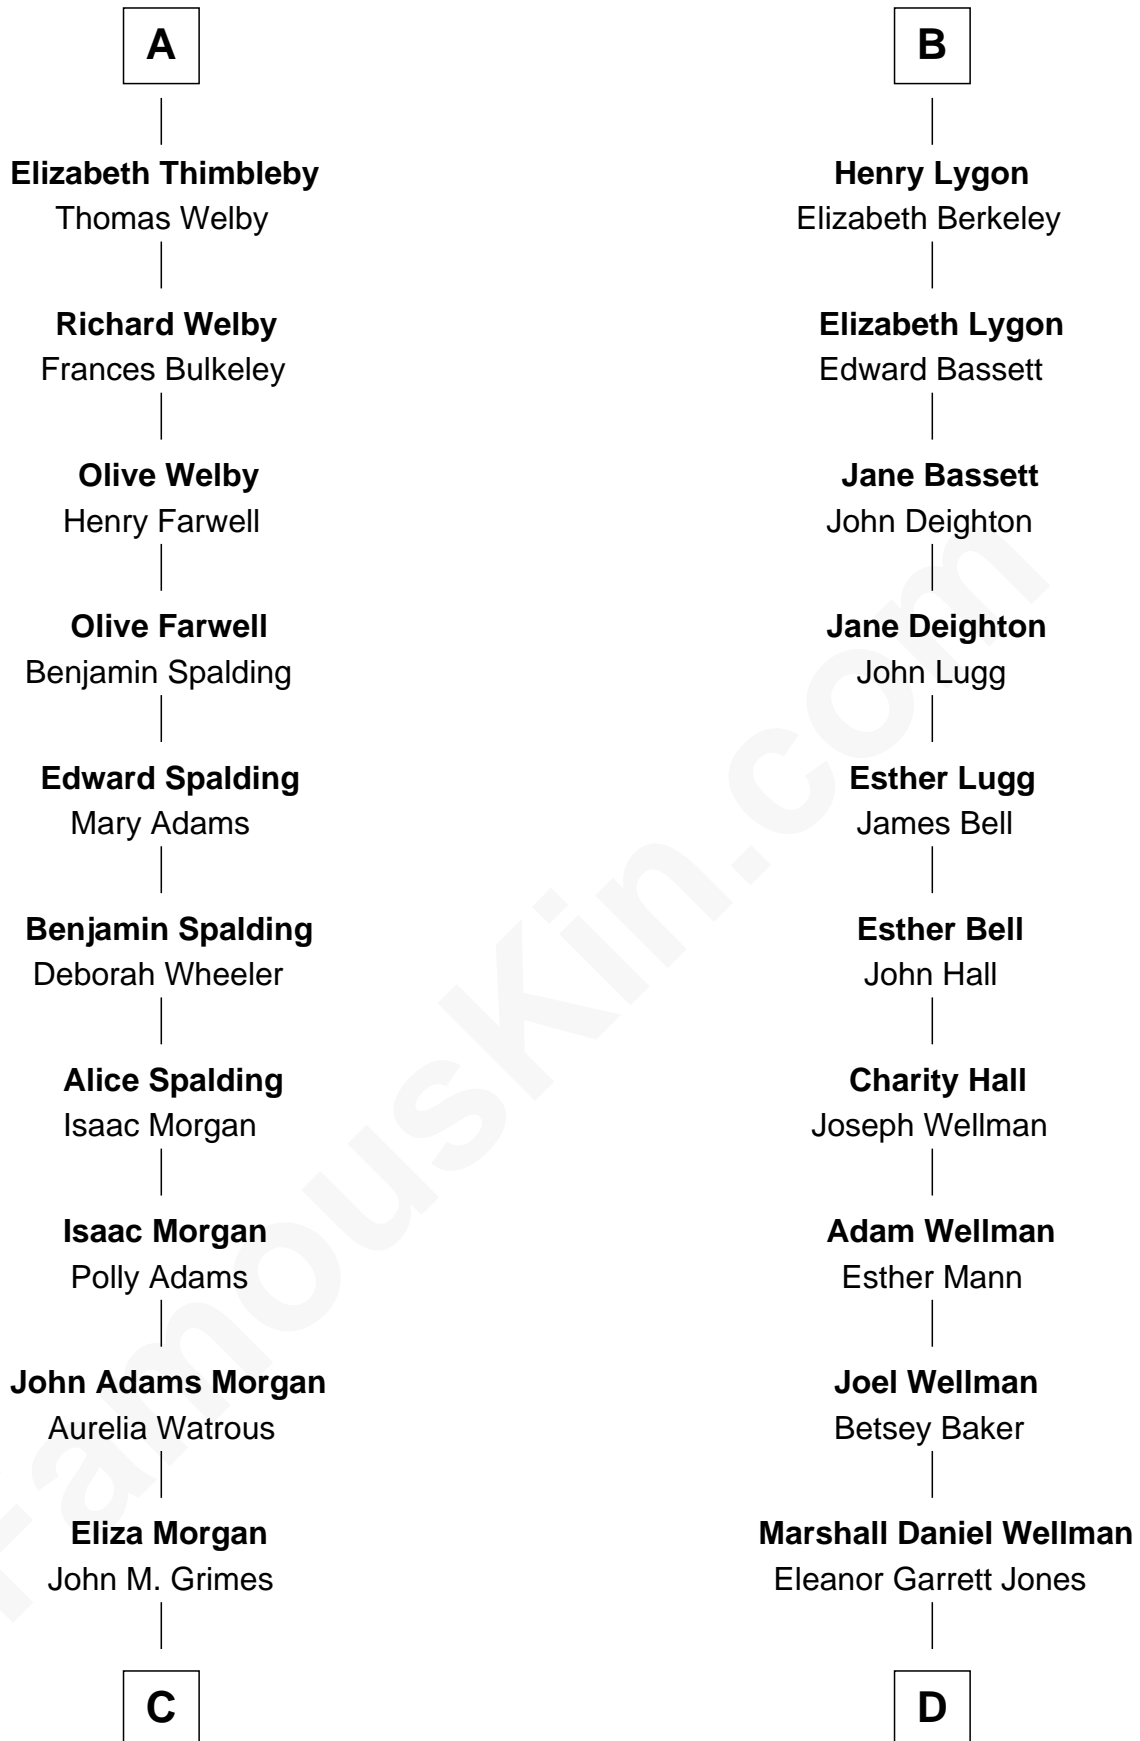 A
Elizabeth Thimbleby
Thomas Welby
Richard Welby
Frances Bulkeley
Olive Welby
Henry Farwell
Olive Farwell
Benjamin Spalding
Edward Spalding
Mary Adams
Benjamin Spalding
Deborah Wheeler
Alice Spalding
Isaac Morgan
Isaac Morgan
Polly Adams
John Adams Morgan
Aurelia Watrous
Eliza Morgan
John M. Grimes
C
B
Henry Lygon
Elizabeth Berkeley
Elizabeth Lygon
Edward Bassett
Jane Bassett
John Deighton
Jane Deighton
John Lugg
Esther Lugg
James Bell
Esther Bell
John Hall
Charity Hall
Joseph Wellman
Adam Wellman
Esther Mann
Joel Wellman
Betsey Baker
Marshall Daniel Wellman
Eleanor Garrett Jones
D
FamousKin.com